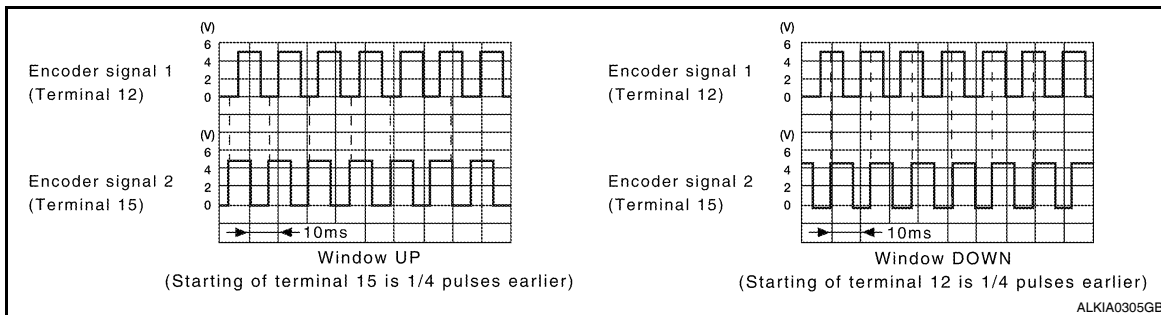 (V)
6
4
2
0
Encoder signal 1
(Terminal 12)
(V)
6
4
2
0
Encoder signal 2
(Terminal 15)
10ms
Window UP
(Starting of terminal 15 is 1/4 pulses earlier)
(V)
6
4
2
0
Encoder signal 1
(Terminal 12)
(V)
6
4
2
0
Encoder signal 2
(Terminal 15)
10ms
Window DOWN
(Starting of terminal 12 is 1/4 pulses earlier)
ALKIA0305GB